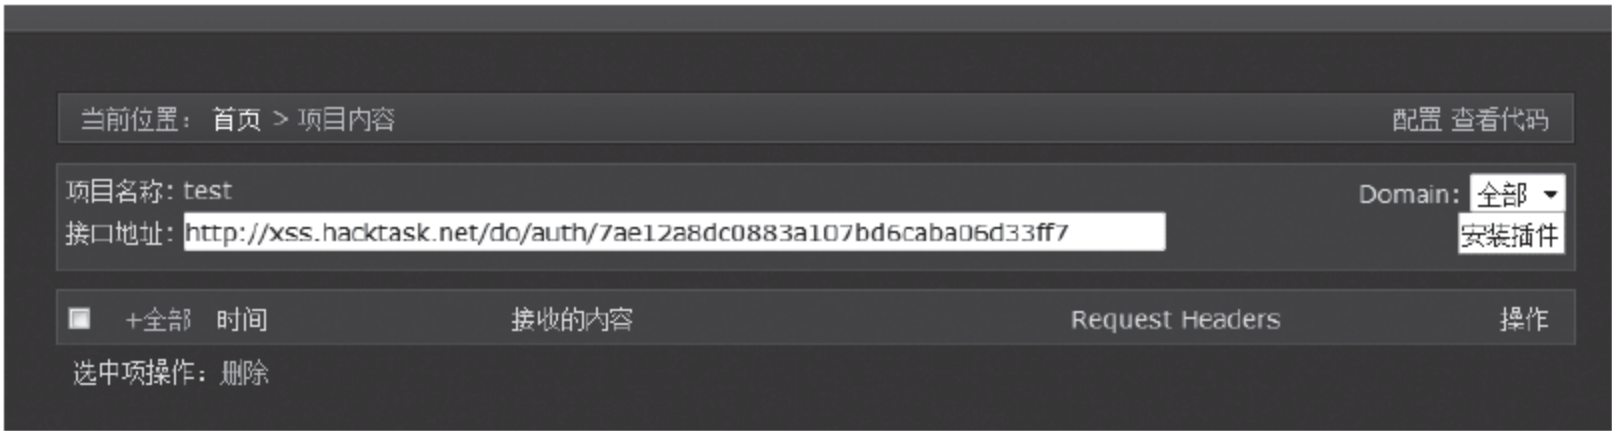 当前位置： 首页 > 项目内容 配置 查看代码
项目名称: test Domain: 全部
接口地址: http://xss.hacktask.net/do/auth/7ae12a8dc0883a107bd6caba06d33ff7 安装插件
+全部 时间 接收的内容 Request Headers 操作
选中项操作：删除